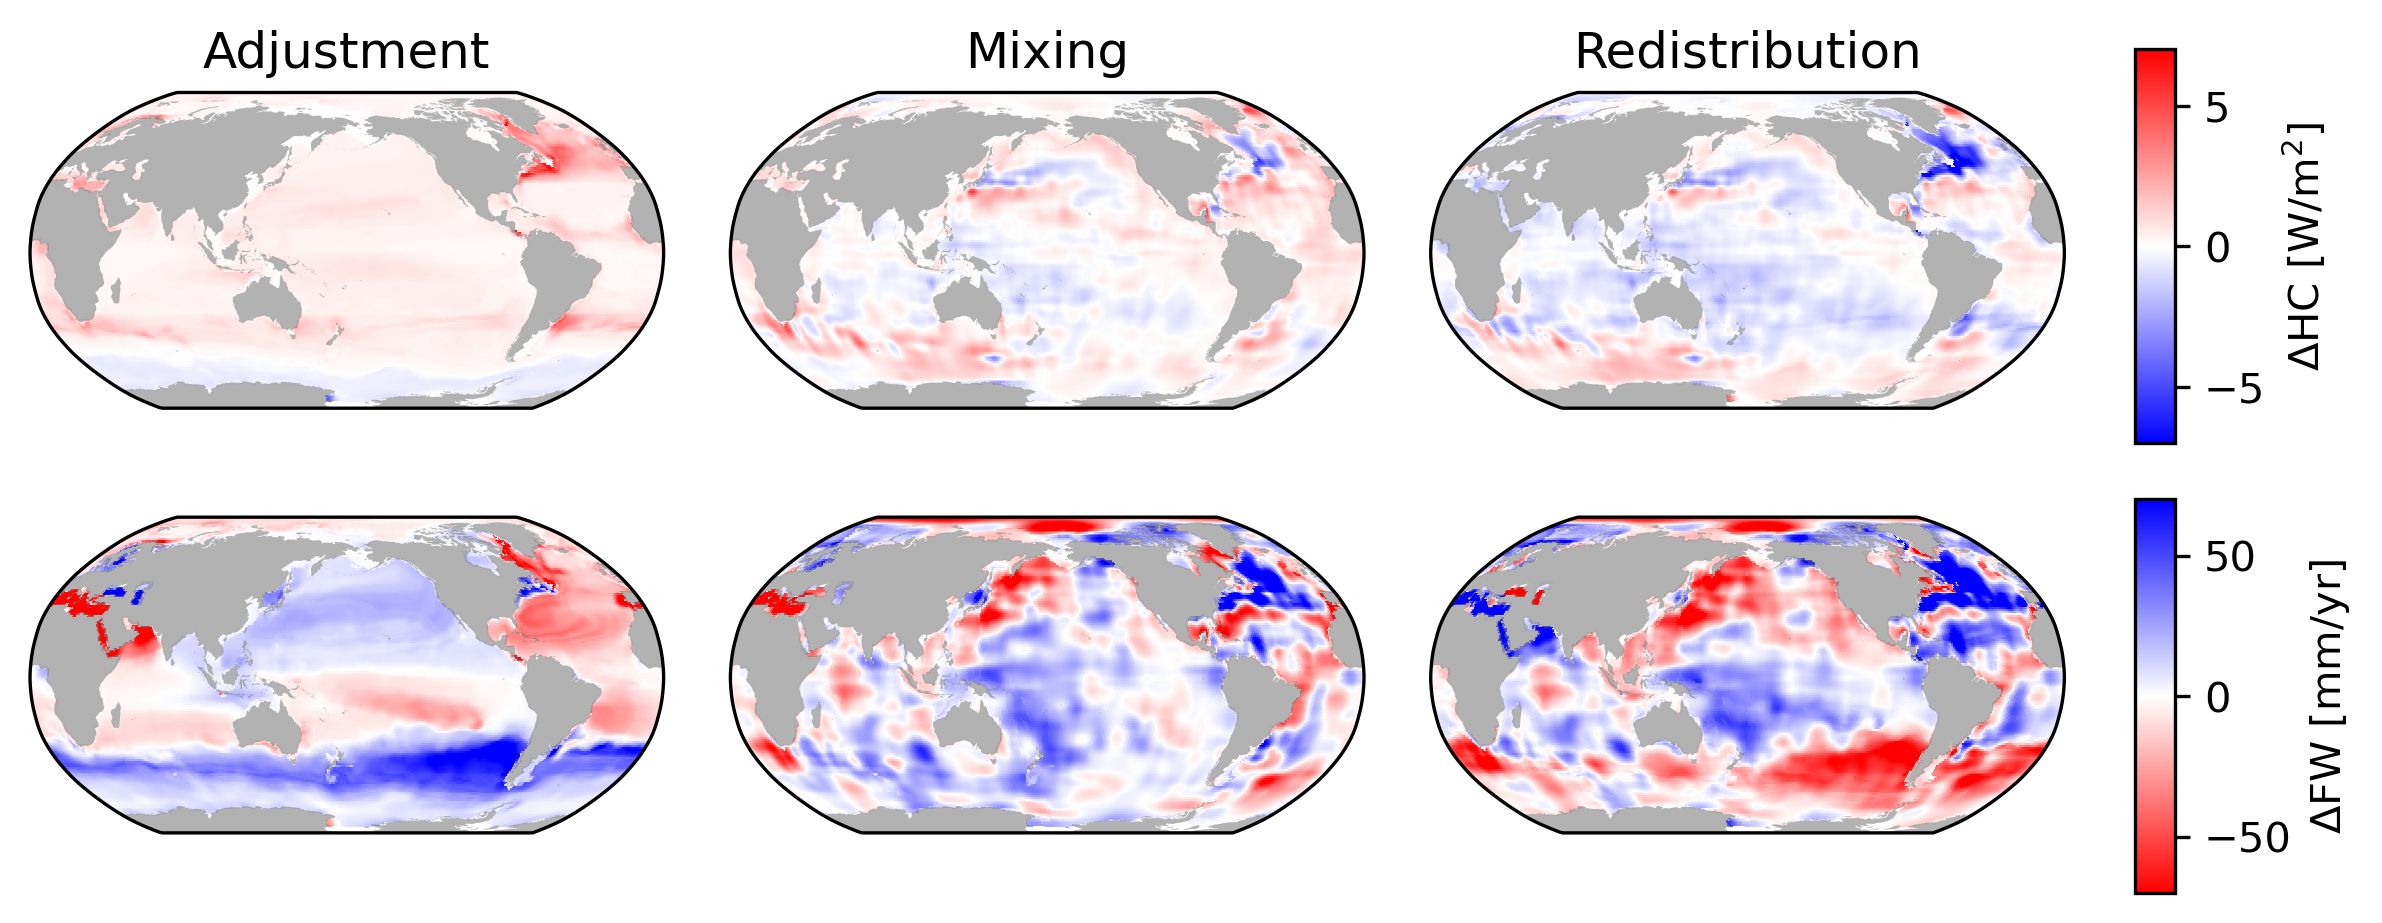 Adjustment
Mixing
Redistribution
5
0
−5
ΔHC [W/m²]
50
0
−50
ΔFW [mm/yr]